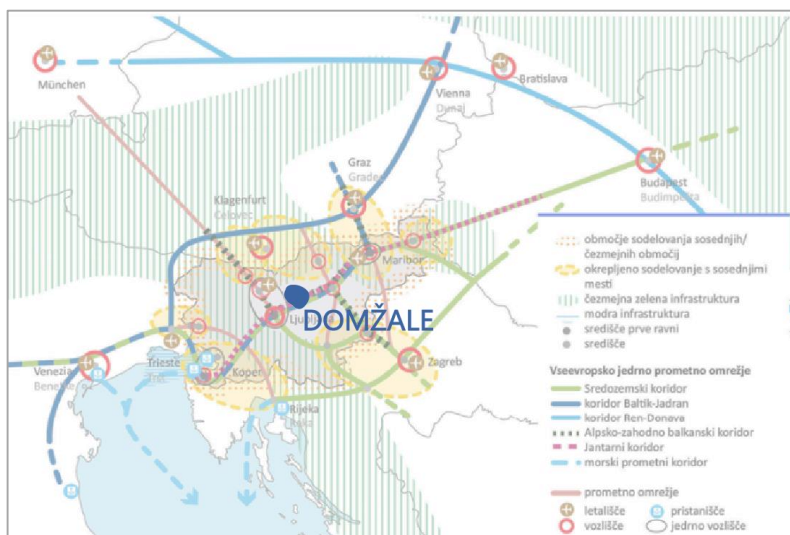 München
Vienna
Dunaj
Bratislava
Graz
Gradec
Klagenfurt
Celovec
Budapest
Budimpešta
Maribor
Ljubljana
DOMŽALE
Zagreb
Venezia
Benetke
Trieste
Trst
Koper
Rijeka
Reka
območje sodelovanja sosednjih/
čezmejnih območij
okrepljeno sodelovanje s sosednjimi
mesti
čezmejna zelena infrastruktura
modra infrastruktura
središče prve ravni
središče
Vseevropsko jedrno prometno omrežje
Sredozemski koridor
koridor Baltik-Jadran
koridor Ren-Donava
Alpsko-zahodno balkanski koridor
Jantarni koridor
morski prometni koridor
prometno omrežje
letališče
pristanišče
vozlišče
jedrno vozlišče